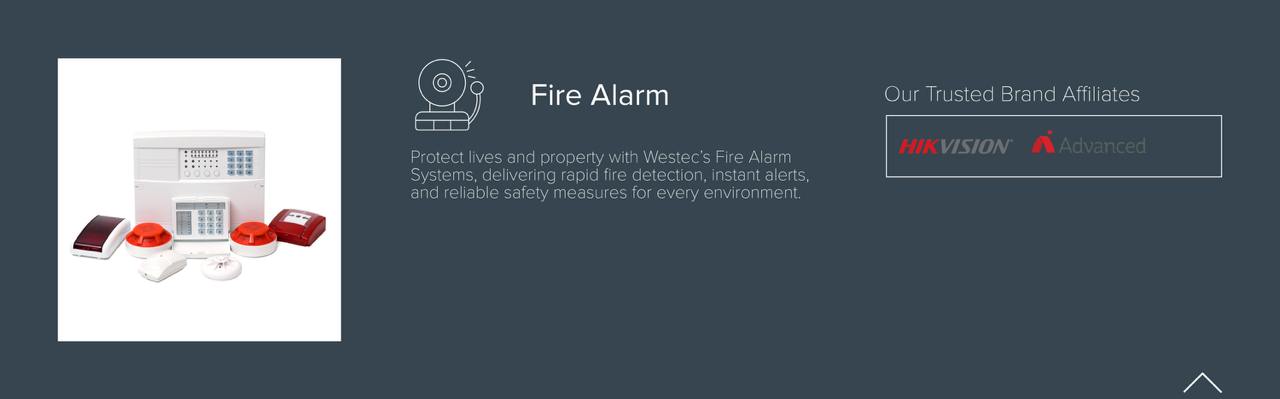 Fire Alarm
Protect lives and property with Westec's Fire Alarm
Systems, delivering rapid fire detection, instant alerts,
and reliable safety measures for every environment.
Our Trusted Brand Affiliates
HIKVISION Advanced